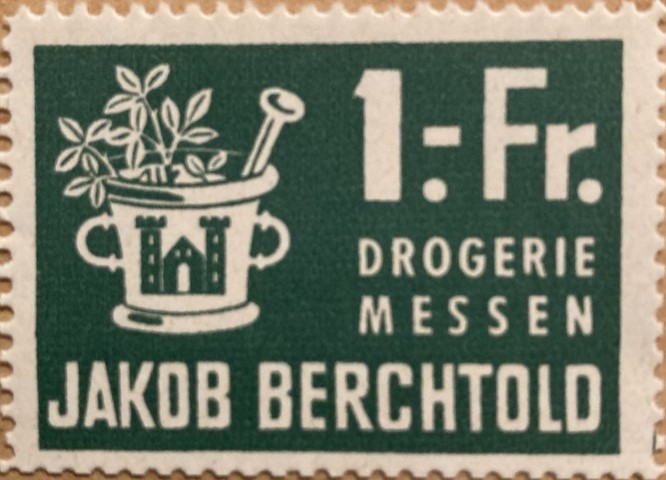 1.- Fr.
DROGERIE
MESSEN
JAKOB BERCHTOLD